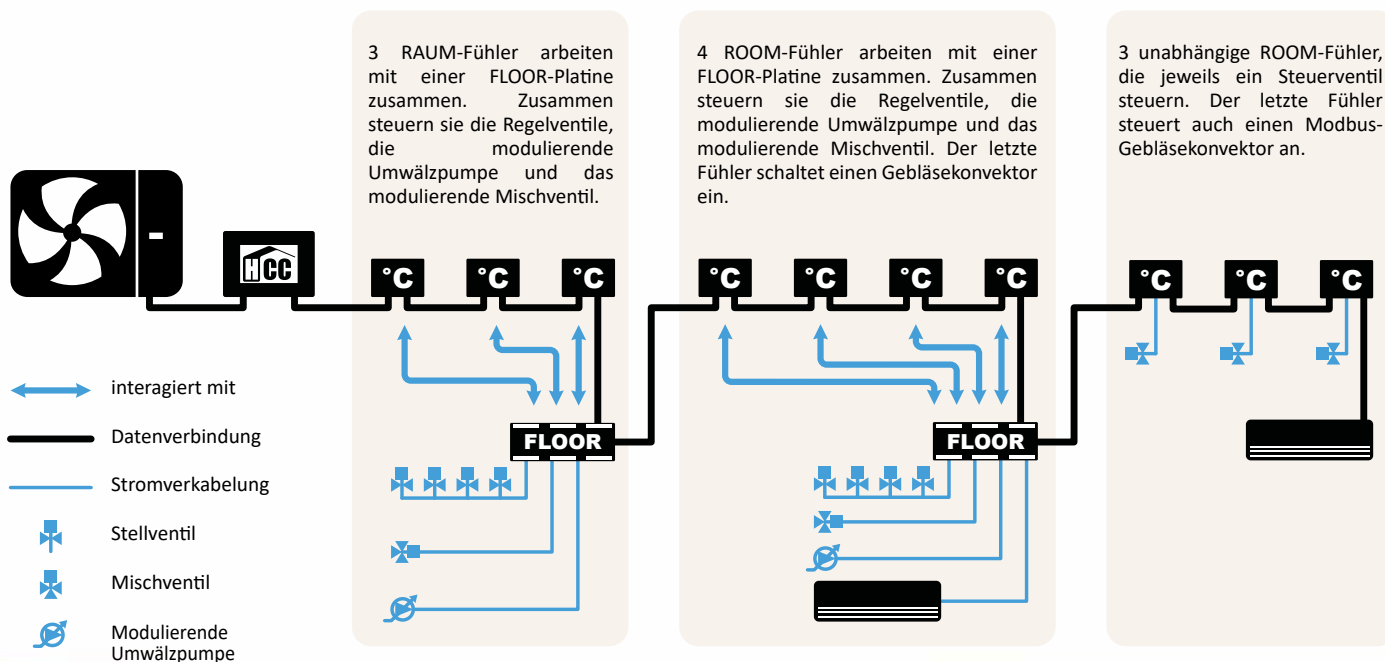 3 RAUM-Fühler arbeiten
mit einer FLOOR-Platine
zusammen. Zusammen
steuern sie die Regelventile,
die modulierende
Umwälzpumpe und das
modulierende Mischventil.
4 ROOM-Fühler arbeiten mit einer
FLOOR-Platine zusammen. Zusammen
steuern sie die Regelventile, die
modulierende Umwälzpumpe und das
modulierende Mischventil. Der letzte
Fühler schaltet einen Gebläsekonvektor
ein.
3 unabhängige ROOM-Fühler,
die jeweils ein Steuerventil
steuern. Der letzte Fühler
steuert auch einen Modbus-
Gebläsekonvektor an.
HCC
°C °C °C
°C °C °C °C
°C °C °C
FLOOR
FLOOR
interagiert mit
Datenverbindung
Stromverkabelung
Stellventil
Mischventil
Modulierende
Umwälzpumpe